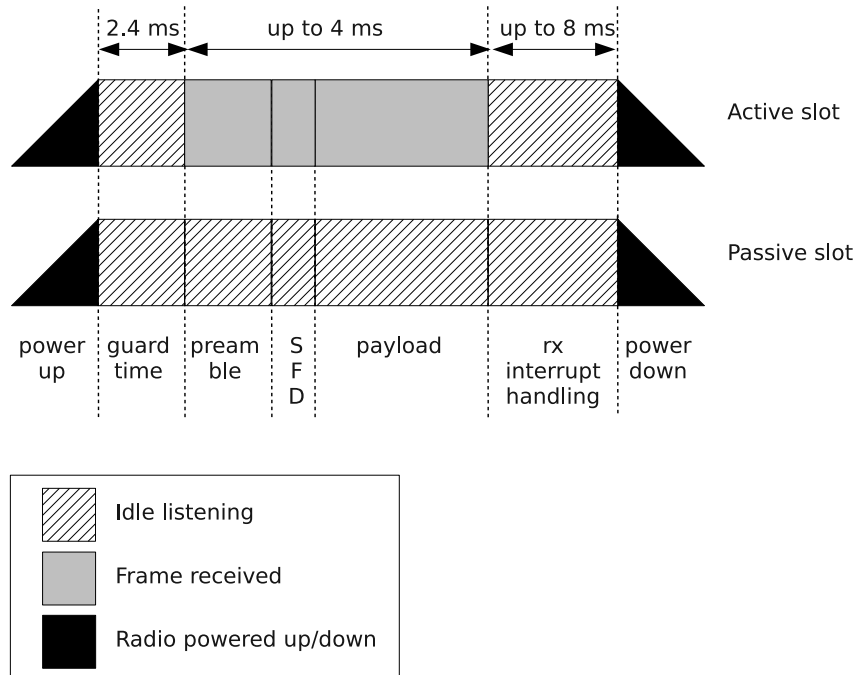 2.4 ms up to 4 ms up to 8 ms
Active slot
Passive slot
power up
guard time
pream ble
S F D
payload
rx interrupt handling
power down
Idle listening
Frame received
Radio powered up/down